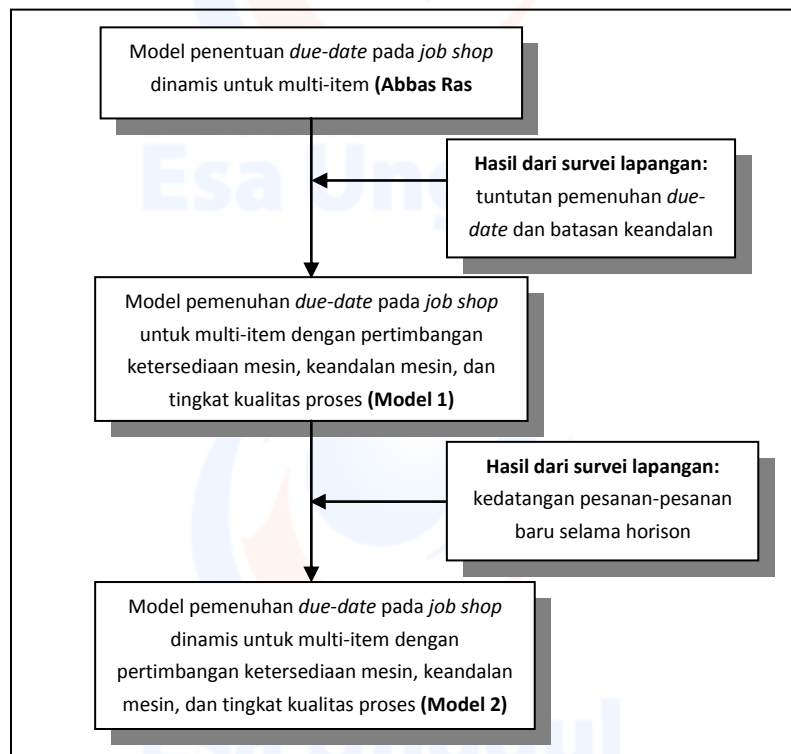 Model penentuan due-date pada job shop
dinamis untuk multi-item (Abbas Ras
Esa Ung
Hasil dari survei lapangan:
tuntutan pemenuhan due-
date dan batasan keandalan
Model pemenuhan due-date pada job shop
untuk multi-item dengan pertimbangan
ketersediaan mesin, keandalan mesin, dan
tingkat kualitas proses (Model 1)
Hasil dari survei lapangan:
kedatangan pesanan-pesanan
baru selama horison
Model pemenuhan due-date pada job shop
dinamis untuk multi-item dengan
pertimbangan ketersediaan mesin, keandalan
mesin, dan tingkat kualitas proses (Model 2)
Esa Unggul